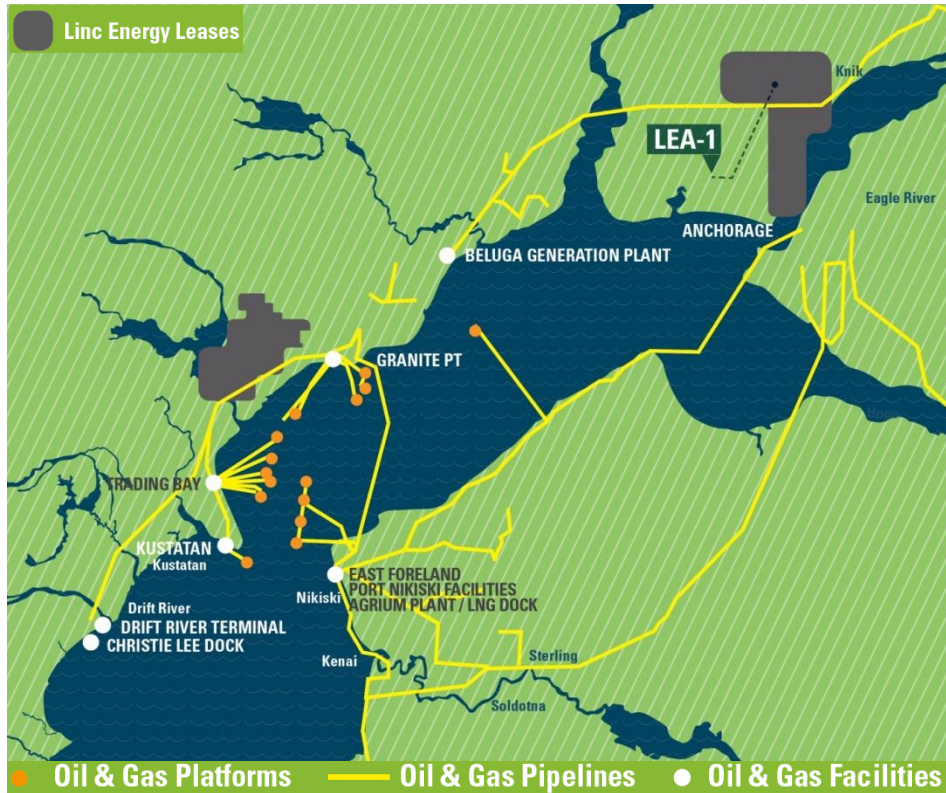 Linc Energy Leases
Knik
LEA-1
Eagle River
ANCHORAGE
BELUGA GENERATION PLANT
GRANITE PT
Hope
TRADING BAY
KUSTATAN
Kustatan
EAST FORELAND
PORT NIKISKI FACILITIES
Nikiski
AGRIUM PLANT / LNG DOCK
Drift River
DRIFT RIVER TERMINAL
CHRISTIE LEE DOCK
Kenai
Sterling
Soldotna
Oil & Gas Platforms
Oil & Gas Pipelines
Oil & Gas Facilities